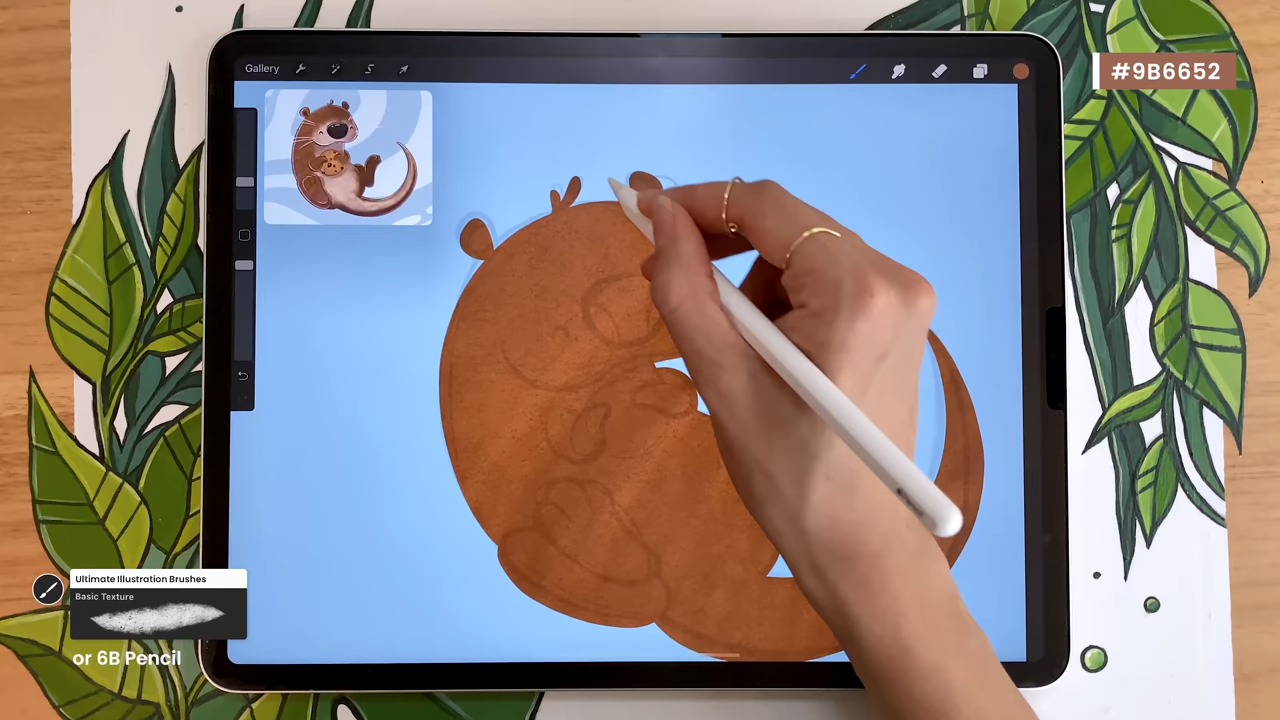 Gallery
#9B6652
Ultimate Illustration Brushes
Basic Texture
or 6B Pencil